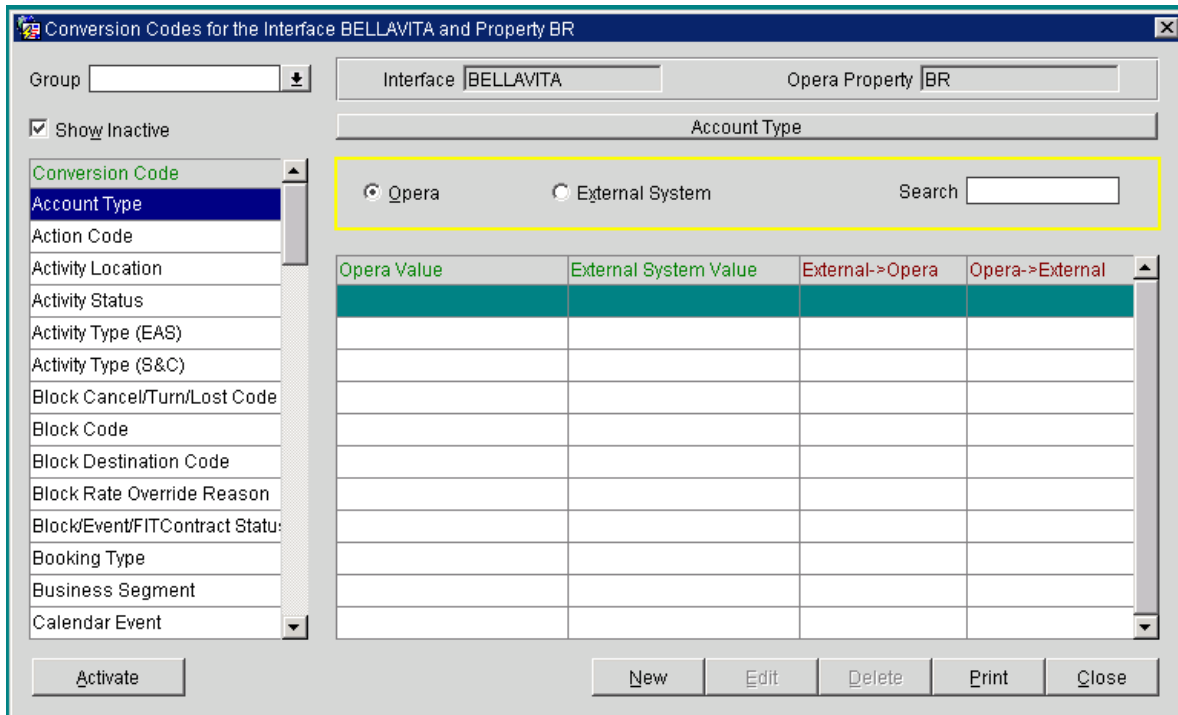 Conversion Codes for the Interface BELLAVITA and Property BR
Group
Interface BELLAVITA Opera Property BR
Show Inactive
Account Type
Conversion Code
Account Type
Action Code
Activity Location
Activity Status
Activity Type (EAS)
Activity Type (S&C)
Block Cancel/Turn/Lost Code
Block Code
Block Destination Code
Block Rate Override Reason
Block/Event/FITContract Statu
Booking Type
Business Segment
Calendar Event
Opera External System Search
Opera Value External System Value External->Opera Opera->External
Activate New Edit Delete Print Close